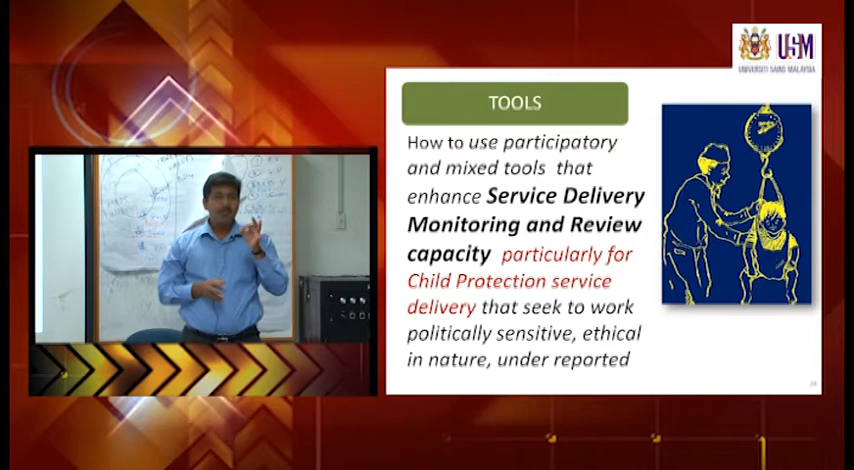 USM
UNIVERSITI SAINS MALAYSIA
TOOLS
How to use participatory
and mixed tools that
enhance Service Delivery
Monitoring and Review
capacity particularly for
Child Protection service
delivery that seek to work
politically sensitive, ethical
in nature, under reported